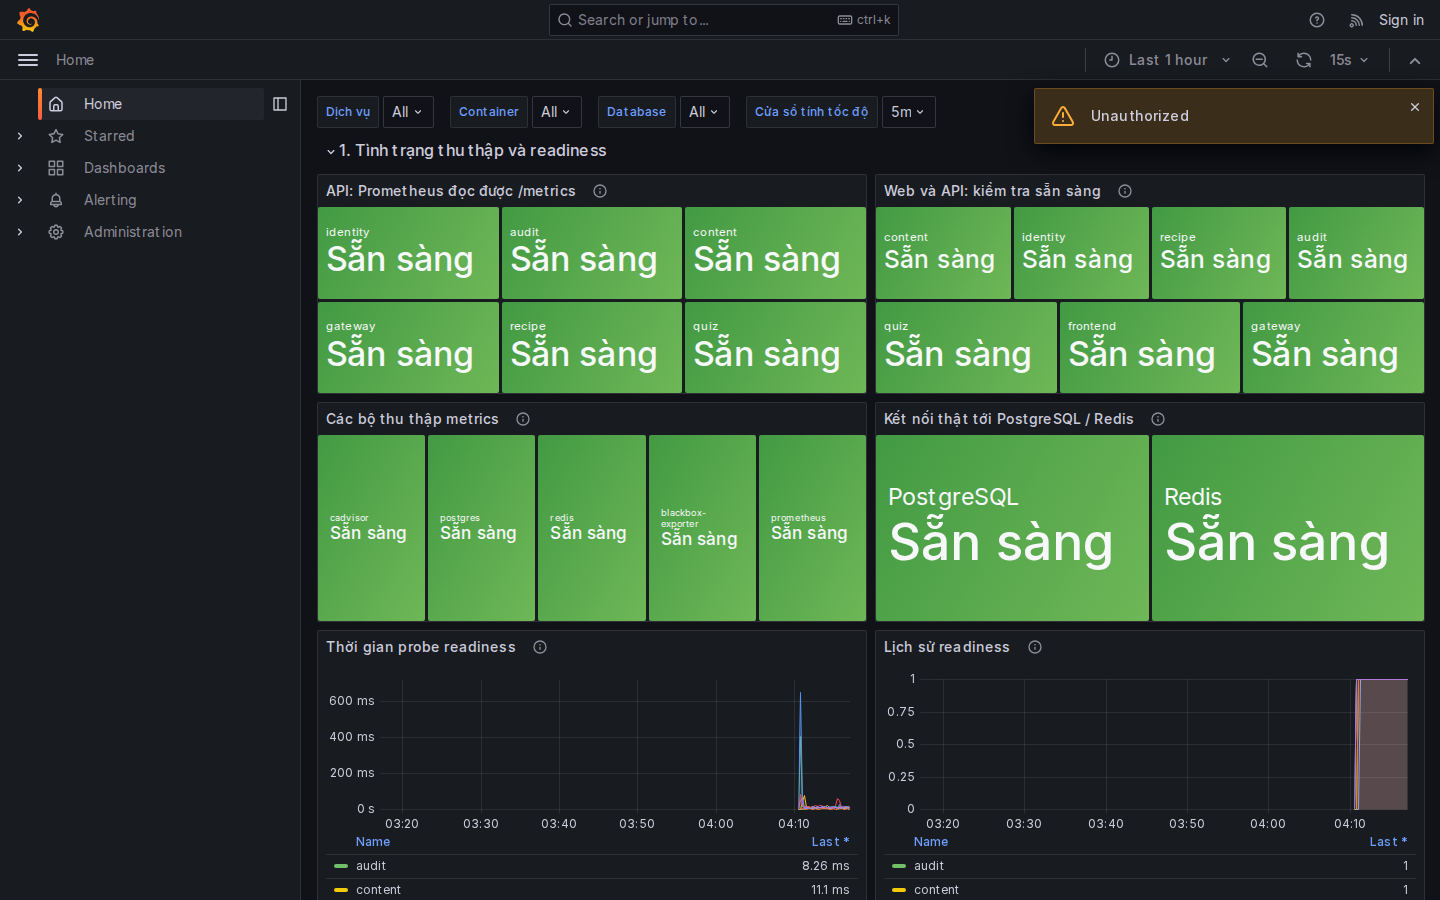 Search or jump to...
ctrl+k
Sign in
Home
Last 1 hour
15s
Home
Starred
Dashboards
Alerting
Administration
Dịch vụ
All
Container
All
Database
All
Cửa sổ tính tốc độ
5m
Unauthorized
1. Tình trạng thu thập và readiness
API: Prometheus đọc được /metrics
identity
Sẵn sàng
audit
Sẵn sàng
content
Sẵn sàng
gateway
Sẵn sàng
recipe
Sẵn sàng
quiz
Sẵn sàng
Web và API: kiểm tra sẵn sàng
content
Sẵn sàng
identity
Sẵn sàng
recipe
Sẵn sàng
audit
Sẵn sàng
quiz
Sẵn sàng
frontend
Sẵn sàng
gateway
Sẵn sàng
Các bộ thu thập metrics
cadvisor
Sẵn sàng
postgres
Sẵn sàng
redis
Sẵn sàng
blackbox-
exporter
Sẵn sàng
prometheus
Sẵn sàng
Kết nối thật tới PostgreSQL / Redis
PostgreSQL
Sẵn sàng
Redis
Sẵn sàng
Thời gian probe readiness
600 ms
400 ms
200 ms
0 s
03:20 03:30 03:40 03:50 04:00 04:10
Name Last *
audit 8.26 ms
content 11.1 ms
Lịch sử readiness
1
0.75
0.5
0.25
0
03:20 03:30 03:40 03:50 04:00 04:10
Name Last *
audit 1
content 1